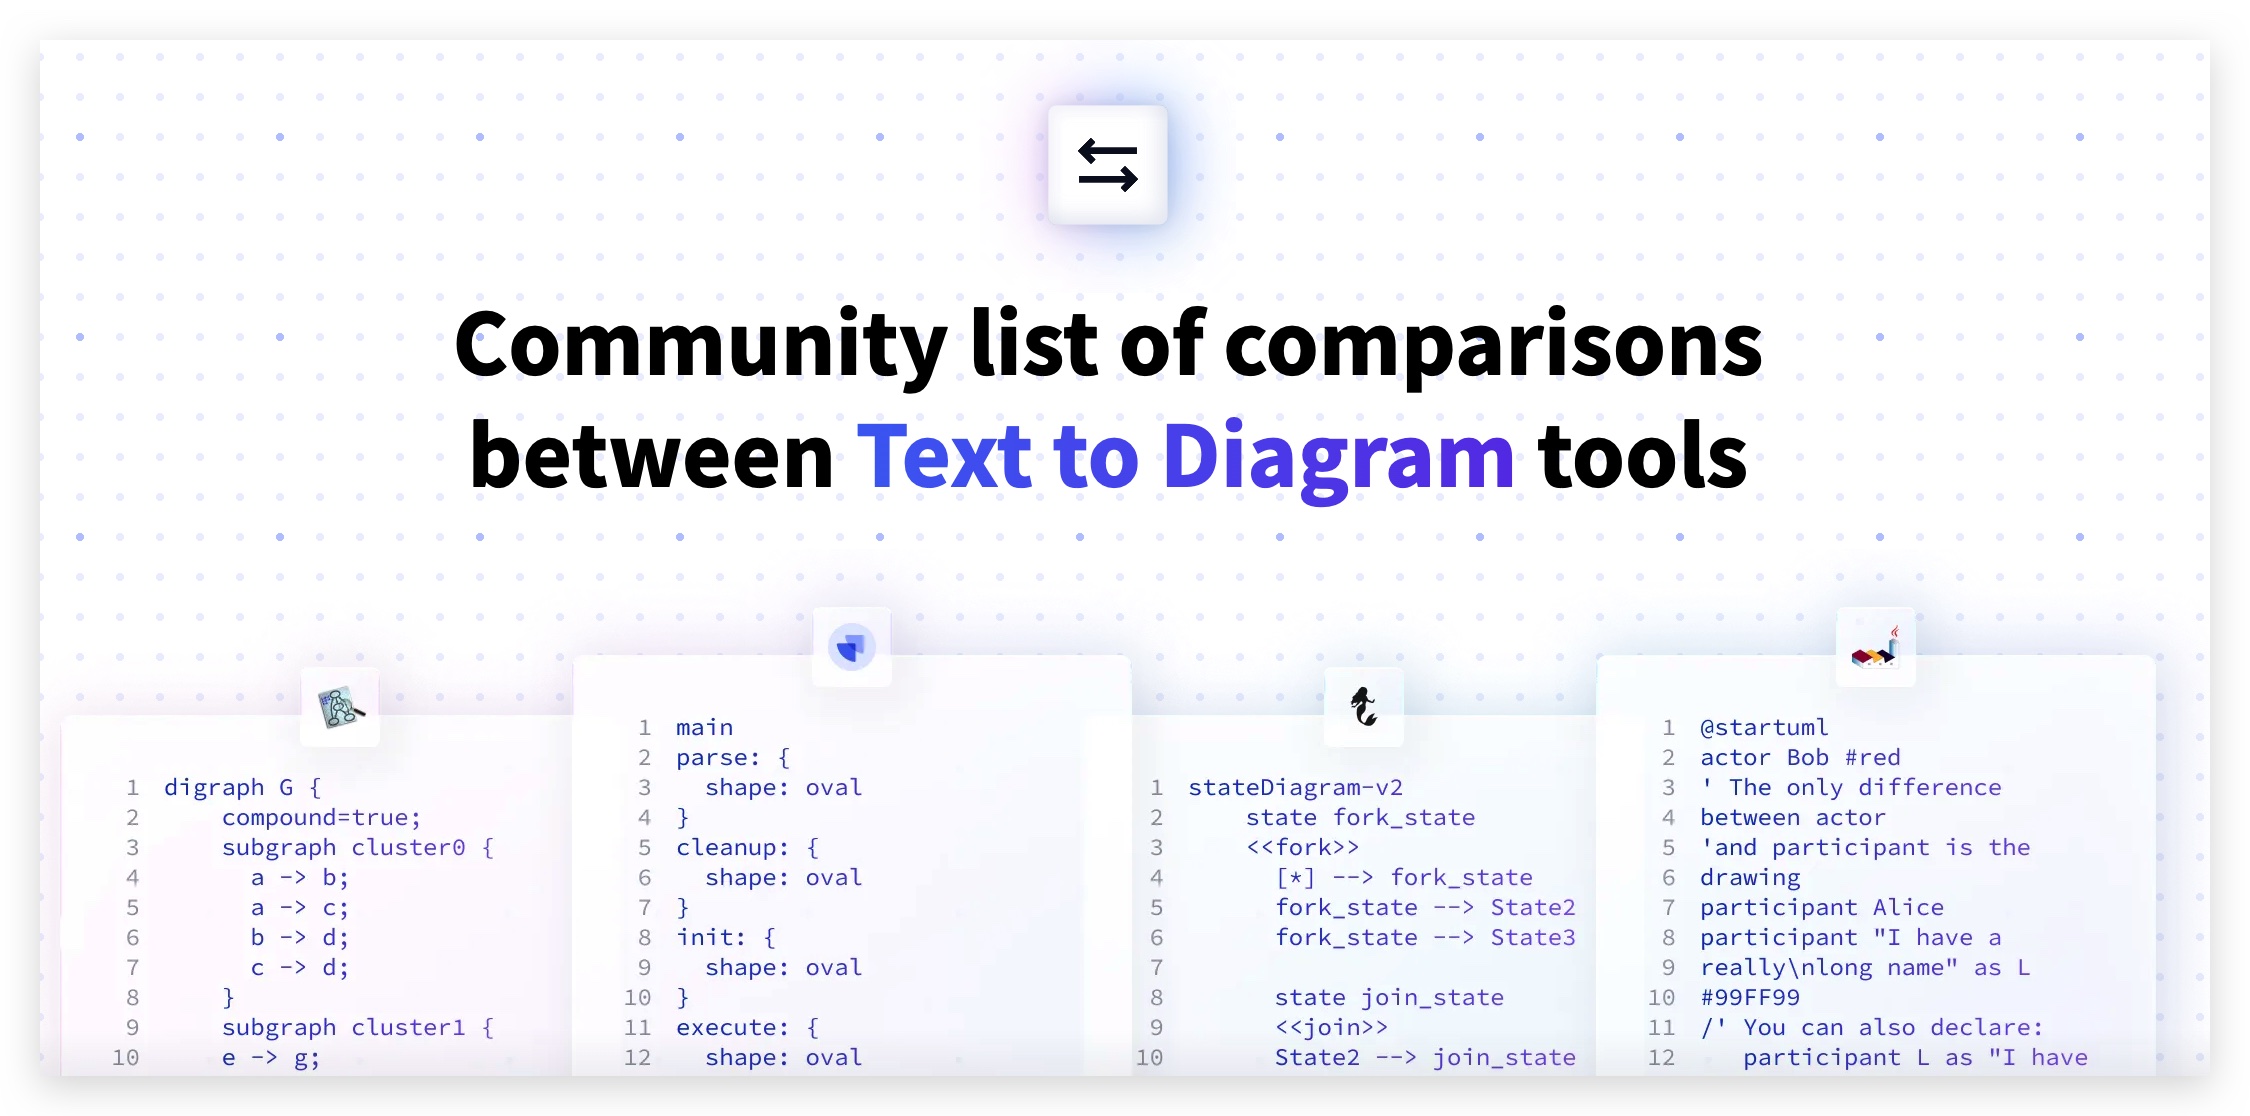 Community list of comparisons
between Text to Diagram tools
1 digraph G {
2     compound=true;
3     subgraph cluster0 {
4       a -> b;
5       a -> c;
6       b -> d;
7       c -> d;
8     }
9     subgraph cluster1 {
10     e -> g;
1 main
2 parse: {
3   shape: oval
4 }
5 cleanup: {
6   shape: oval
7 }
8 init: {
9   shape: oval
10 }
11 execute: {
12   shape: oval
1 stateDiagram-v2
2     state fork_state
3     <<fork>>
4       [*] --> fork_state
5       fork_state --> State2
6       fork_state --> State3
7
8       state join_state
9       <<join>>
10       State2 --> join_state
1 @startuml
2 actor Bob #red
3 ' The only difference
4 between actor
5 'and participant is the
6 drawing
7 participant Alice
8 participant "I have a
9 really\nlong name" as L
10 #99FF99
11 /' You can also declare:
12    participant L as "I have